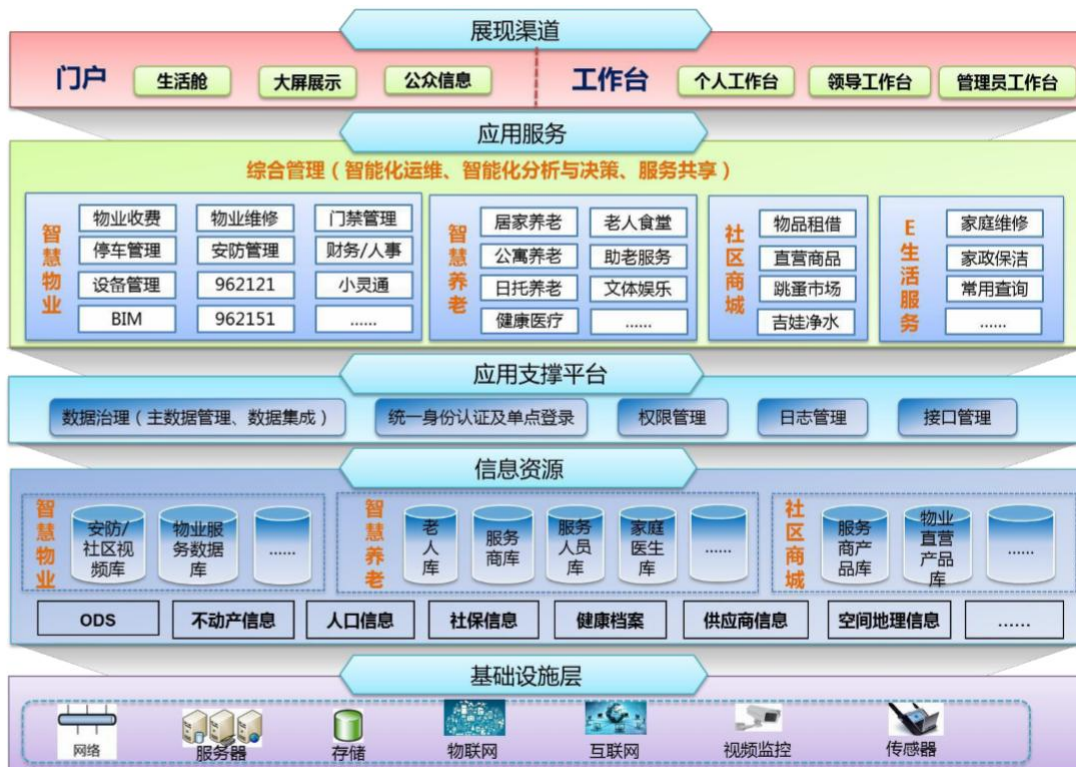 展现渠道
门户 生活舱 大屏展示 公众信息 工作台 个人工作台 领导工作台 管理员工作台
应用服务
综合管理（智能化运维、智能化分析与决策、服务共享）
智慧物业
物业收费 物业维修 门禁管理
停车管理 安防管理 财务/人事
设备管理 962121 小灵通
BIM 962151 ……
智慧养老
居家养老 老人食堂
公寓养老 助老服务
日托养老 文体娱乐
健康医疗 ……
社区商城
物品租借
直营商品
跳蚤市场
吉娃净水
E生活服务
家庭维修
家政保洁
常用查询
……
应用支撑平台
数据治理（主数据管理、数据集成） 统一身份认证及单点登录 权限管理 日志管理 接口管理
信息资源
智慧物业
安防/社区视频库
物业服务数据库
……
智慧养老
老人库
服务商库
服务人员库
家庭医生库
……
社区商城
服务商产品库
物业直营产品库
……
ODS 不动产信息 人口信息 社保信息 健康档案 供应商信息 空间地理信息 ……
基础设施层
网络 服务器 存储 物联网 互联网 视频监控 传感器